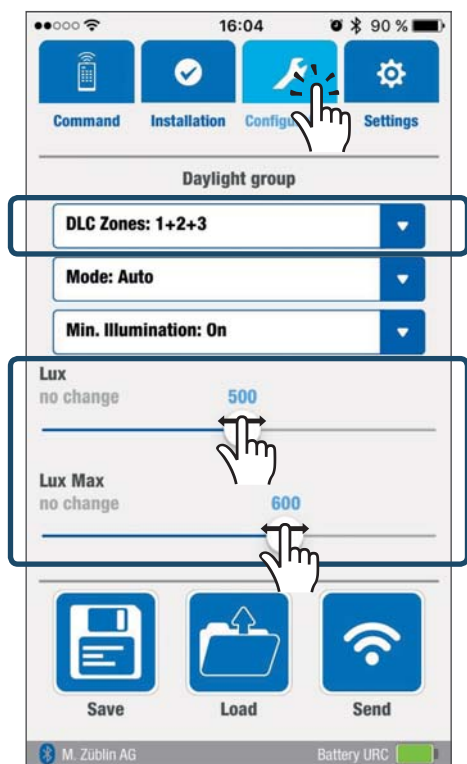 16:04 90 %
Command Installation Configu Settings
Daylight group
DLC Zones: 1+2+3
Mode: Auto
Min. Illumination: On
Lux
no change 500
Lux Max
no change 600
Save Load Send
M. Züblin AG Battery URC